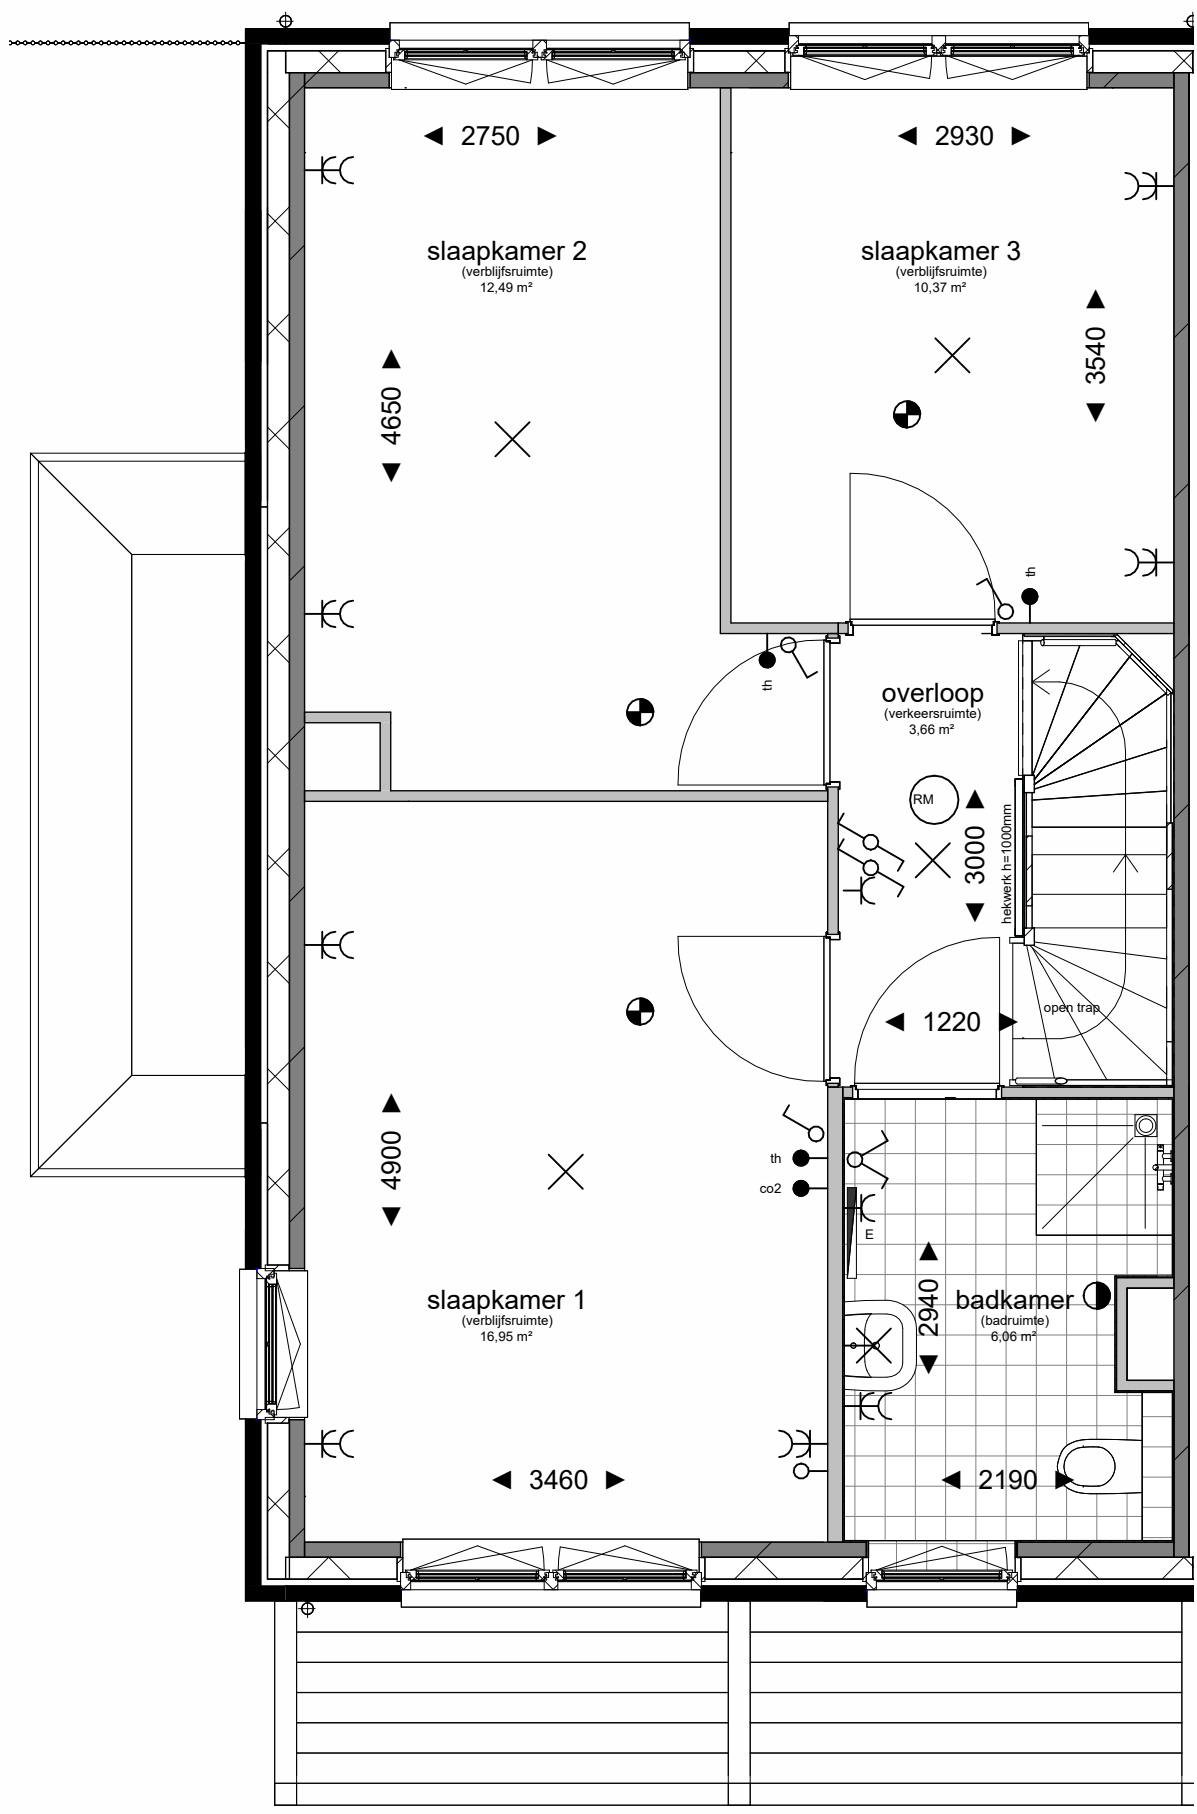 ◄ 2750 ►
◄ 2930 ►
slaapkamer 2
(verblijfsruimte)
12,49 m²
slaapkamer 3
(verblijfsruimte)
10,37 m²
◄ 4650 ►
◄ 3540 ►
th
th
overloop
(verkeersruimte)
3,66 m²
RM
◄ 3000 ►
hekwerk h=1000mm
open trap
◄ 1220 ►
◄ 4900 ►
th
co2
E
slaapkamer 1
(verblijfsruimte)
16,95 m²
◄ 2940 ►
badkamer
(badruimte)
6,06 m²
◄ 3460 ►
◄ 2190 ►